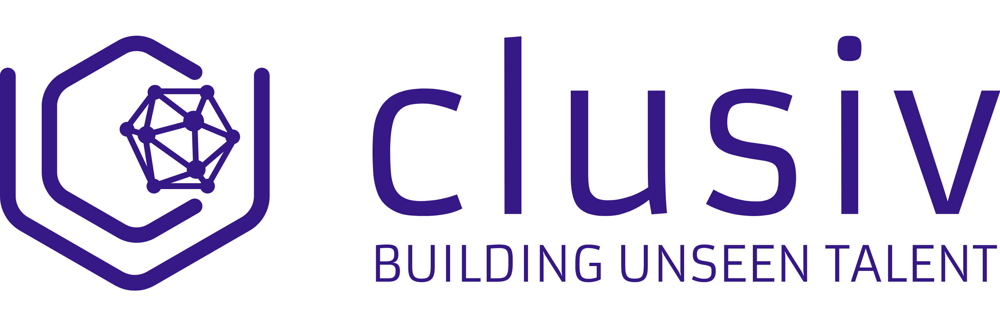 clusiv
BUILDING UNSEEN TALENT